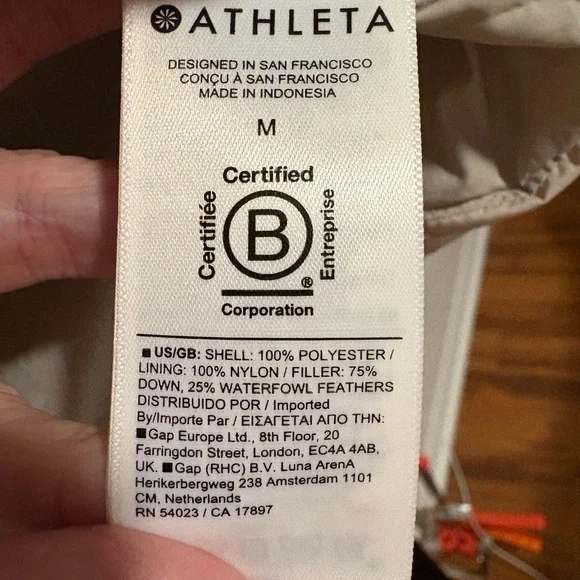 ATHLETA
DESIGNED IN SAN FRANCISCO
CONÇU À SAN FRANCISCO
MADE IN INDONESIA
M
Certified
Certifiée
B
Entreprise
®
Corporation
■ US/GB: SHELL: 100% POLYESTER /
LINING: 100% NYLON / FILLER: 75%
DOWN, 25% WATERFOWL FEATHERS
DISTRIBUIDO POR / Imported
By/Importe Par / ΕΙΣΑΓΕΤΑΙ ΑΠΟ ΤΗΝ:
■Gap Europe Ltd., 8th Floor, 20
Farringdon Street, London, EC4A 4AB,
UK. ■Gap (RHC) B.V. Luna ArenA
Herikerbergweg 238 Amsterdam 1101
CM, Netherlands
RN 54023 / CA 17897